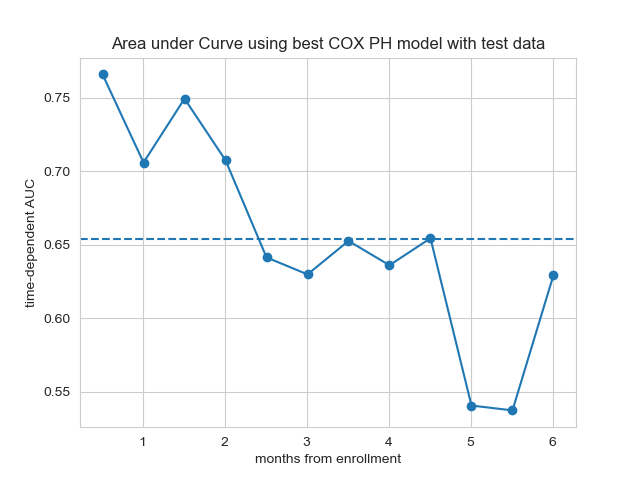 Area under Curve using best COX PH model with test data
time-dependent AUC
0.75
0.70
0.65
0.60
0.55
1 2 3 4 5 6
months from enrollment